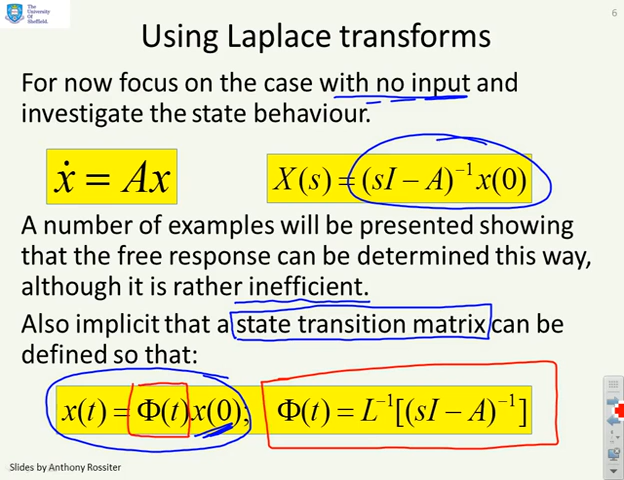 The
University
Of
Sheffield.
6
Using Laplace transforms
For now focus on the case with no input and
investigate the state behaviour.
ẋ = Ax
X(s) = (sI − A)⁻¹x(0)
A number of examples will be presented showing
that the free response can be determined this way,
although it is rather inefficient.
Also implicit that a state transition matrix can be
defined so that:
x(t) = Φ(t)x(0); Φ(t) = L⁻¹[(sI − A)⁻¹]
Slides by Anthony Rossiter